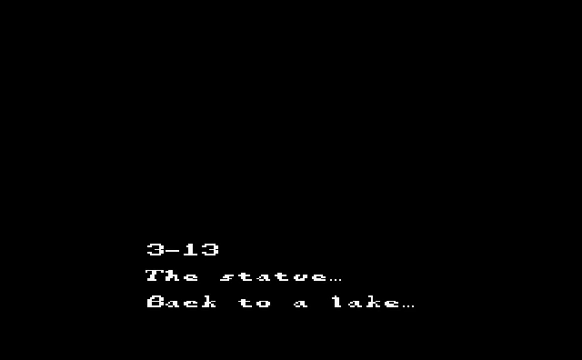 3-13
The statue…
Back to a lake…